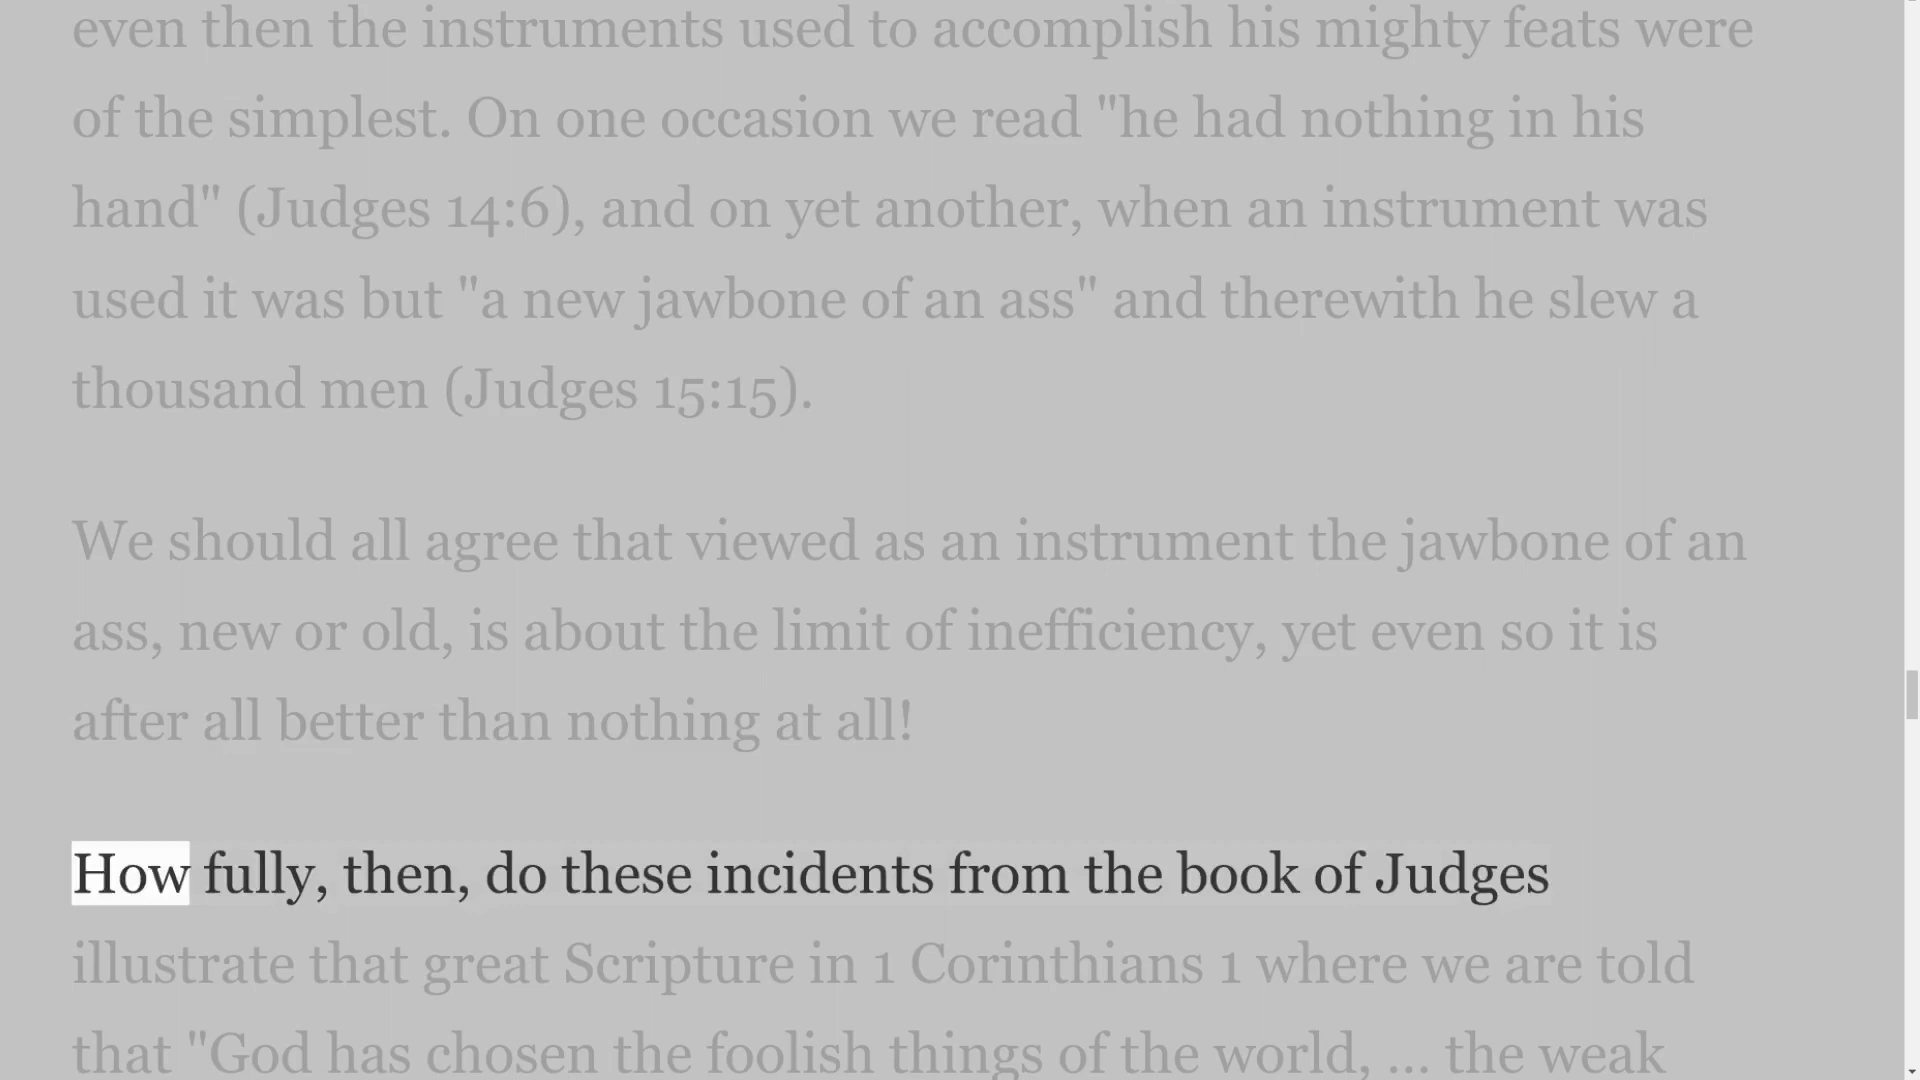 even then the instruments used to accomplish his mighty feats were
of the simplest. On one occasion we read "he had nothing in his
hand" (Judges 14:6), and on yet another, when an instrument was
used it was but "a new jawbone of an ass" and therewith he slew a
thousand men (Judges 15:15).
We should all agree that viewed as an instrument the jawbone of an
ass, new or old, is about the limit of inefficiency, yet even so it is
after all better than nothing at all!
How fully, then, do these incidents from the book of Judges
illustrate that great Scripture in 1 Corinthians 1 where we are told
that "God has chosen the foolish things of the world, ... the weak